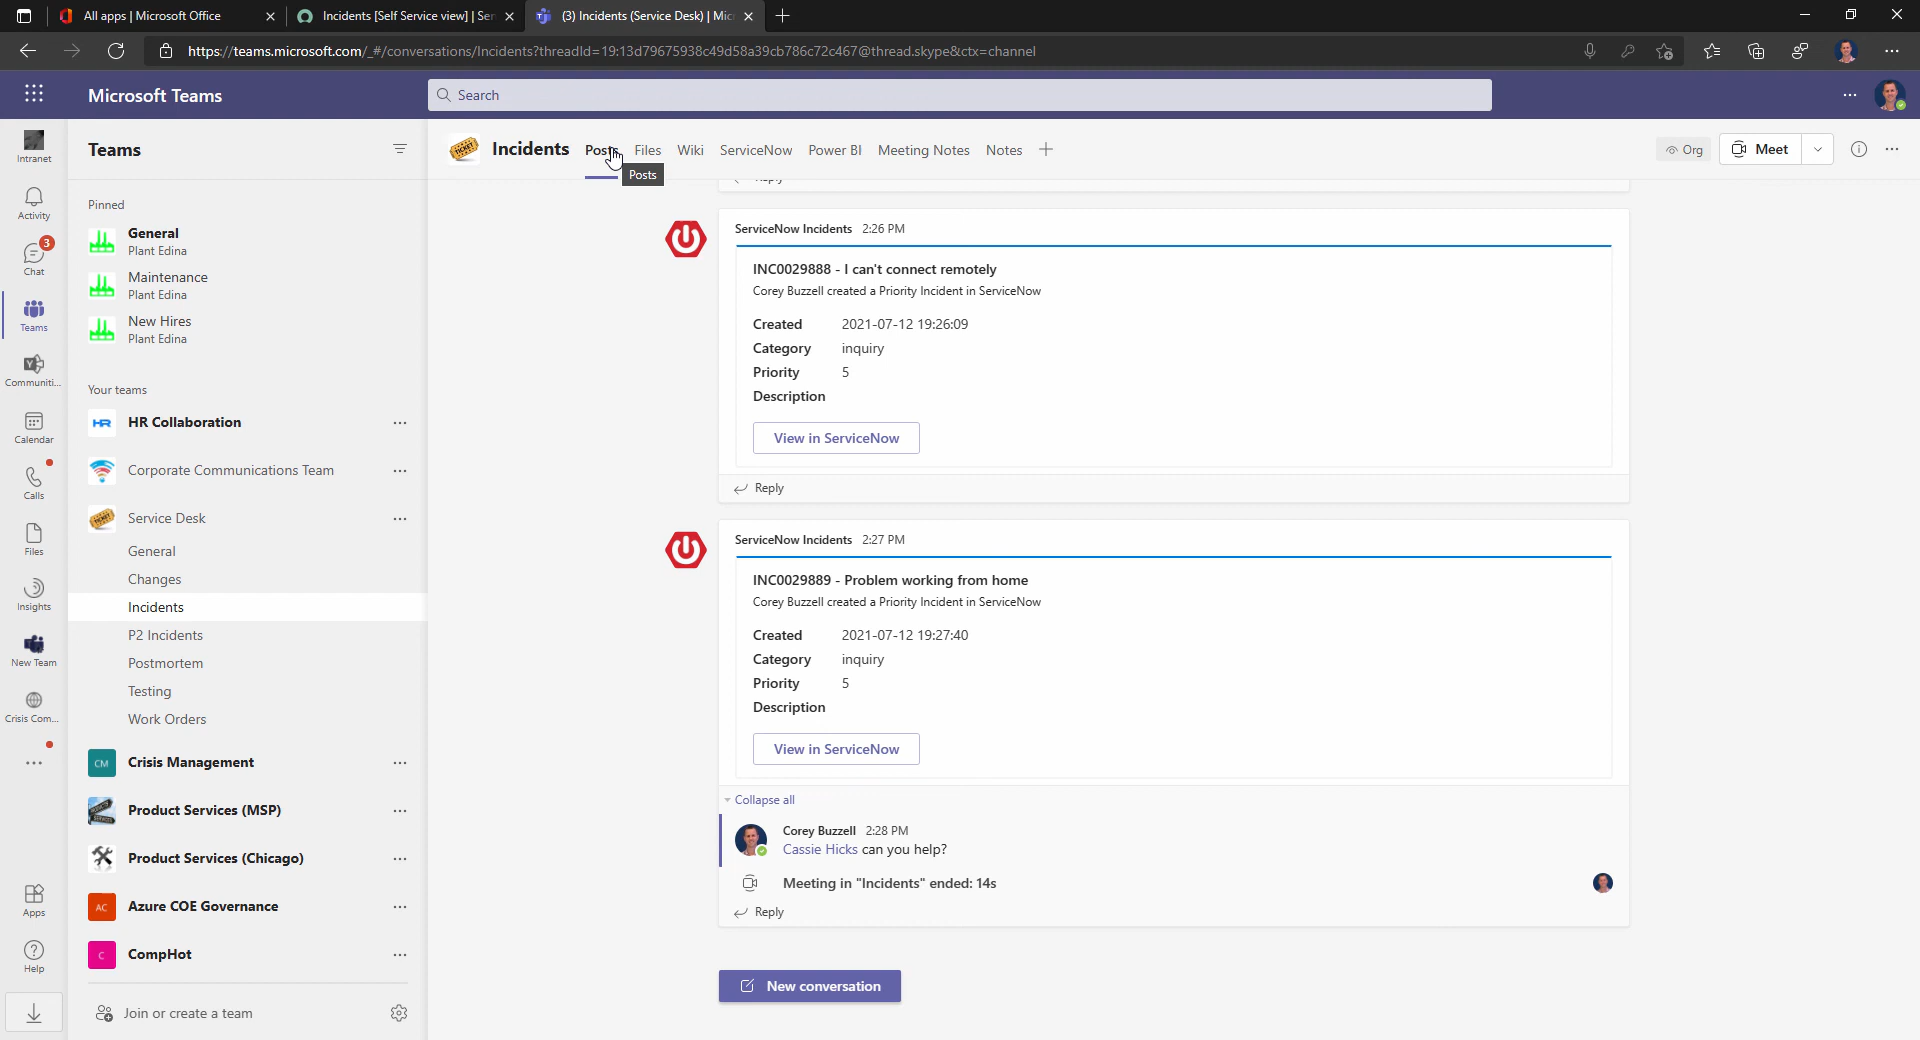 All apps | Microsoft Office
Incidents [Self Service view] | Ser
(3) Incidents (Service Desk) | Mic
https://teams.microsoft.com/_#/conversations/Incidents?threadId=19:13d79675938c49d58a39cb786c72c467@thread.skype&ctx=channel
Microsoft Teams
Search
Intranet
Activity
Chat
3
Teams
Communiti...
Calendar
Calls
Files
Insights
New Team
Crisis Com...
Apps
Help
Teams
Pinned
General
Plant Edina
Maintenance
Plant Edina
New Hires
Plant Edina
Your teams
HR HR Collaboration
Corporate Communications Team
TICKET Service Desk
General
Changes
Incidents
P2 Incidents
Postmortem
Testing
Work Orders
CM Crisis Management
Product Services (MSP)
Product Services (Chicago)
AC Azure COE Governance
C CompHot
Join or create a team
TICKET Incidents Posts Files Wiki ServiceNow Power BI Meeting Notes Notes
Org Meet
Posts
ServiceNow Incidents 2:26 PM
INC0029888 - I can't connect remotely
Corey Buzzell created a Priority Incident in ServiceNow
Created 2021-07-12 19:26:09
Category inquiry
Priority 5
Description
View in ServiceNow
Reply
ServiceNow Incidents 2:27 PM
INC0029889 - Problem working from home
Corey Buzzell created a Priority Incident in ServiceNow
Created 2021-07-12 19:27:40
Category inquiry
Priority 5
Description
View in ServiceNow
Collapse all
Corey Buzzell 2:28 PM
Cassie Hicks can you help?
Meeting in "Incidents" ended: 14s
Reply
New conversation